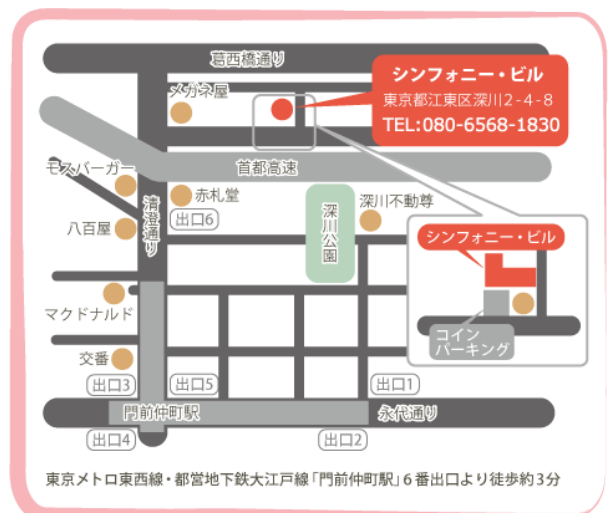 葛西橋通り
メガネ屋
シンフォニー・ビル
東京都江東区深川2-4-8
TEL:080-6568-1830
首都高速
モスバーガー
赤札堂
出口6
清澄通り
八百屋
深川公園
深川不動尊
シンフォニー・ビル
コイン
パーキング
マクドナルド
交番
出口3
出口5
出口1
門前仲町駅
永代通り
出口4
出口2
東京メトロ東西線・都営地下鉄大江戸線「門前仲町駅」6番出口より徒歩約3分